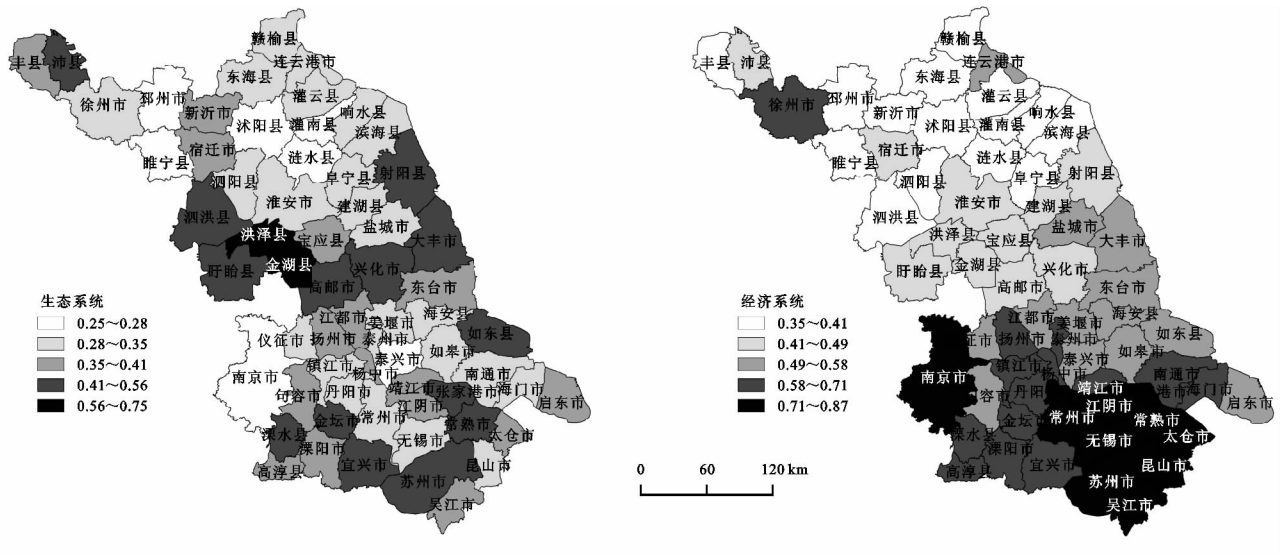 赣榆县
连云港市
丰县
沛县
东海县
徐州市
邳州市
新沂市
灌云县
响水县
沭阳县
灌南县
滨海县
睢宁县
宿迁市
涟水县
阜宁县
射阳县
泗阳县
淮安市
建湖县
泗洪县
盐城市
洪泽县
宝应县
大丰市
盱眙县
金湖县
兴化市
高邮市
东台市
生态系统
0.25～0.28
0.28～0.35
0.35～0.41
0.41～0.56
0.56～0.75
江都市
姜堰市
海安县
仪征市
扬州市
泰州市
如东县
如皋市
泰兴市
镇江市
扬中市
南通市
南京市
丹阳市
靖江市
张家港市
海门市
句容市
江阴市
启东市
常州市
金坛市
常熟市
溧水县
无锡市
太仓市
溧阳市
宜兴市
昆山市
高淳县
苏州市
吴江市
0
60
120 km
赣榆县
连云港市
丰县
沛县
东海县
徐州市
邳州市
新沂市
灌云县
响水县
沭阳县
灌南县
滨海县
睢宁县
宿迁市
涟水县
阜宁县
射阳县
泗阳县
淮安市
建湖县
泗洪县
盐城市
洪泽县
宝应县
大丰市
盱眙县
金湖县
兴化市
高邮市
东台市
经济系统
0.35～0.41
0.41～0.49
0.49～0.58
0.58～0.71
0.71～0.87
江都市
姜堰市
海安县
征市
扬州市
泰州市
如东县
如皋市
泰兴市
镇江市
扬中市
南通市
南京市
丹阳
靖江市
港市
海门市
容市
江阴市
启东市
常州市
金坛市
常熟市
溧水县
无锡市
太仓市
溧阳市
宜兴市
昆山市
高淳县
苏州市
吴江市